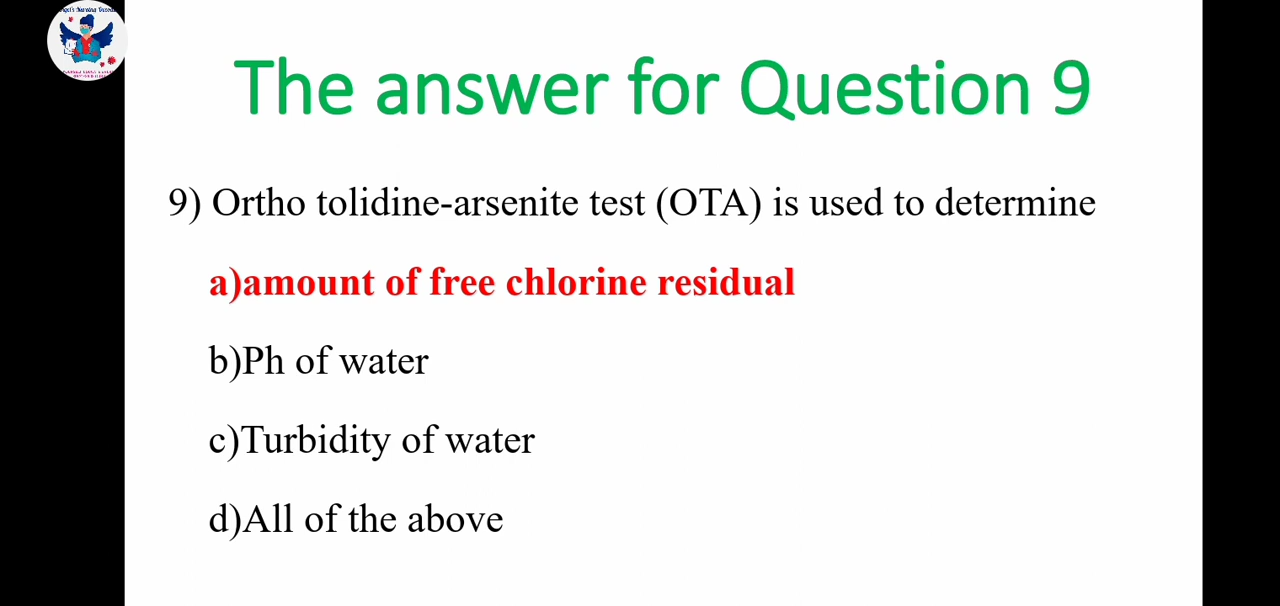 The answer for Question 9
9) Ortho tolidine-arsenite test (OTA) is used to determine
a)amount of free chlorine residual
b)Ph of water
c)Turbidity of water
d)All of the above